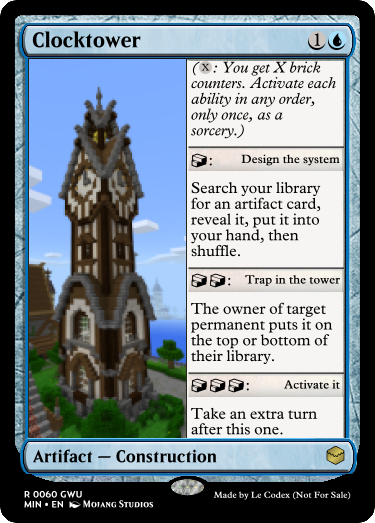 Clocktower 1
(X: You get X brick
counters. Activate each
ability in any order,
only once, as a
sorcery.)
: Design the system
Search your library
for an artifact card,
reveal it, put it into
your hand, then
shuffle.
: Trap in the tower
The owner of target
permanent puts it on
the top or bottom of
their library.
: Activate it
Take an extra turn
after this one.
Artifact — Construction
R 0060 GWU
MIN • EN Mojang Studios
Made by Le Codex (Not For Sale)